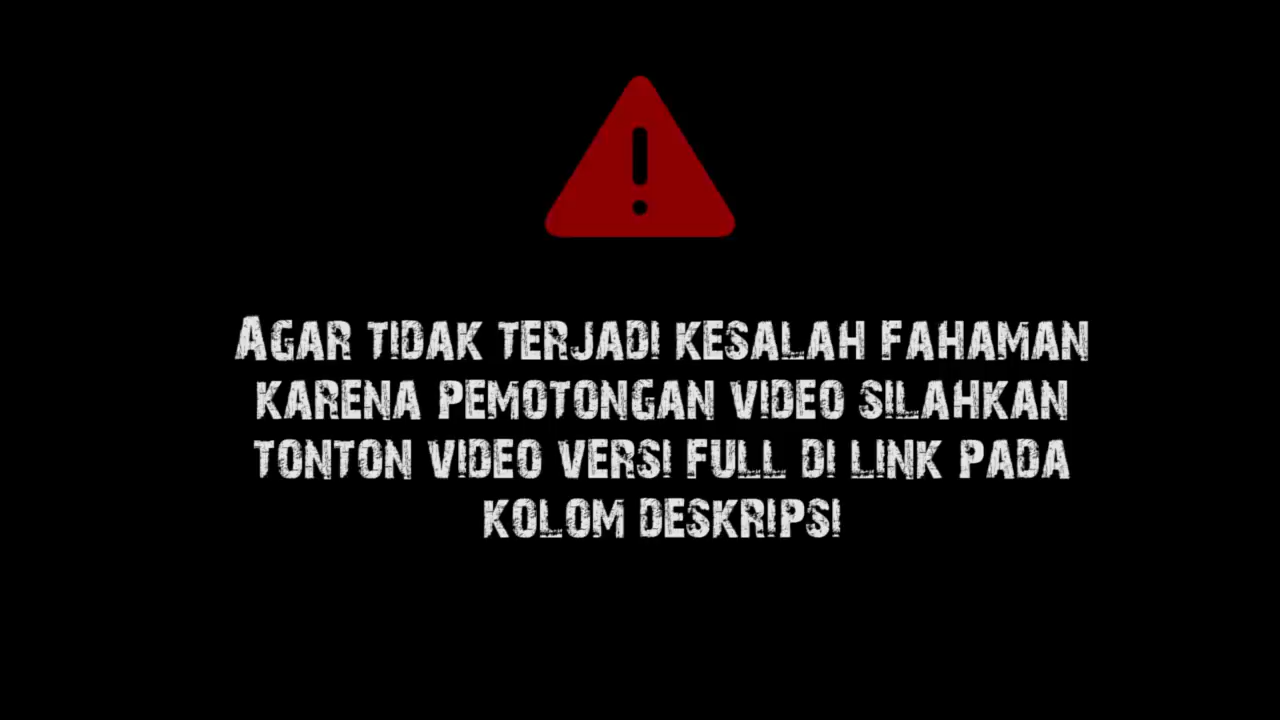 Agar tidak terjadi kesalah fahaman
karena pemotongan video silahkan
tonton video versi full di link pada
kolom deskripsi